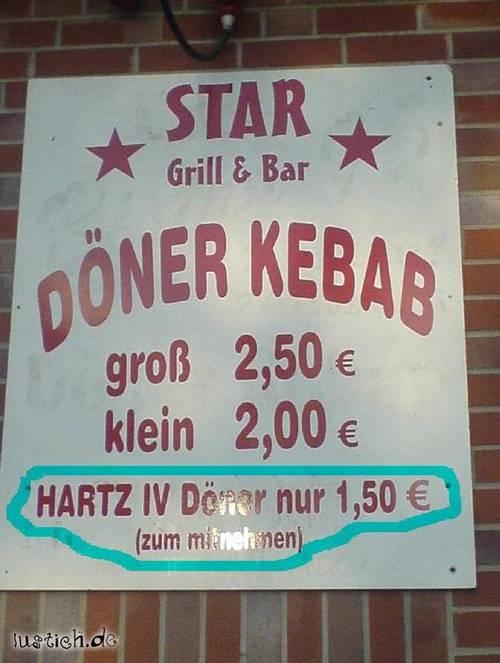 STAR
Grill & Bar
DÖNER KEBAB
groß 2,50 €
klein 2,00 €
HARTZ IV Döner nur 1,50 €
(zum mitnehmen)
lustich.de